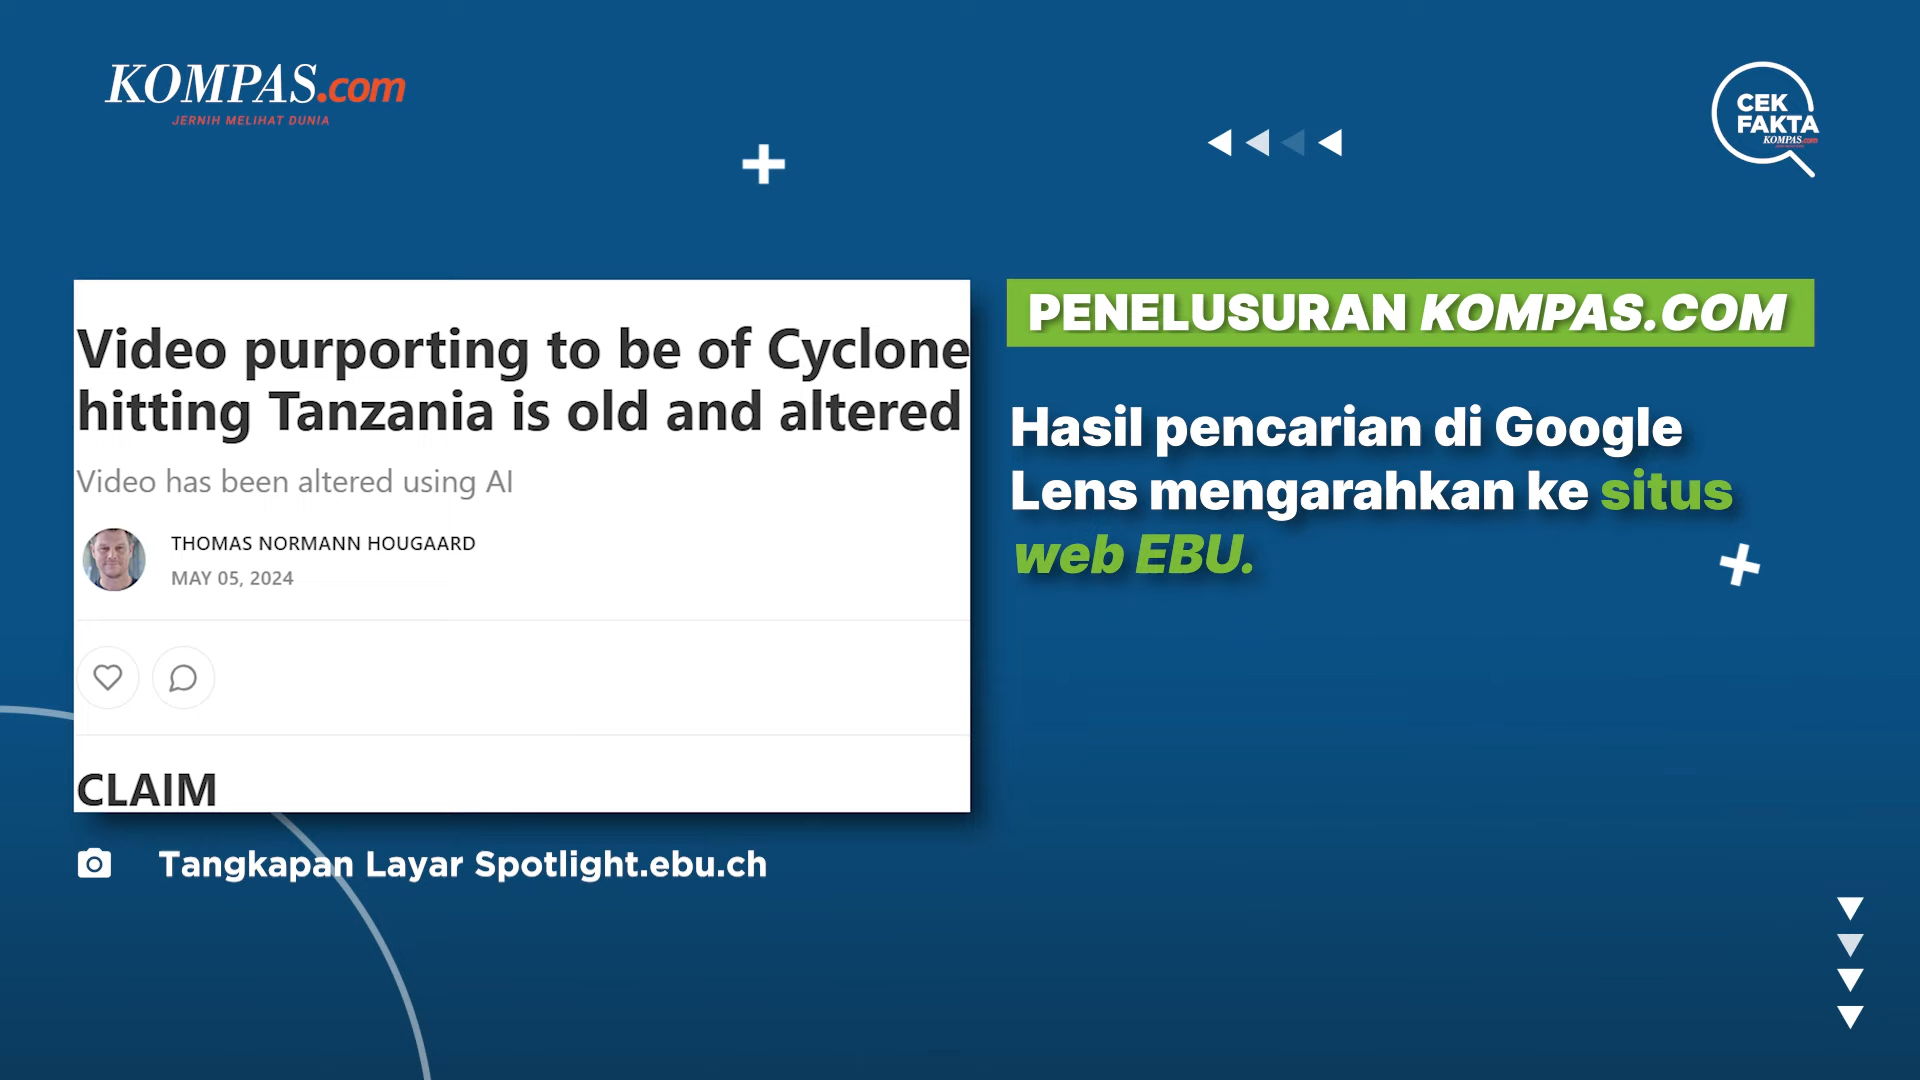 KOMPAS.com
JERNIH MELIHAT DUNIA
CEK
FAKTA
KOMPAS.com
Video purporting to be of Cyclone
hitting Tanzania is old and altered
Video has been altered using AI
THOMAS NORMANN HOUGAARD
MAY 05, 2024
CLAIM
Tangkapan Layar Spotlight.ebu.ch
PENELUSURAN KOMPAS.COM
Hasil pencarian di Google
Lens mengarahkan ke situs
web EBU.